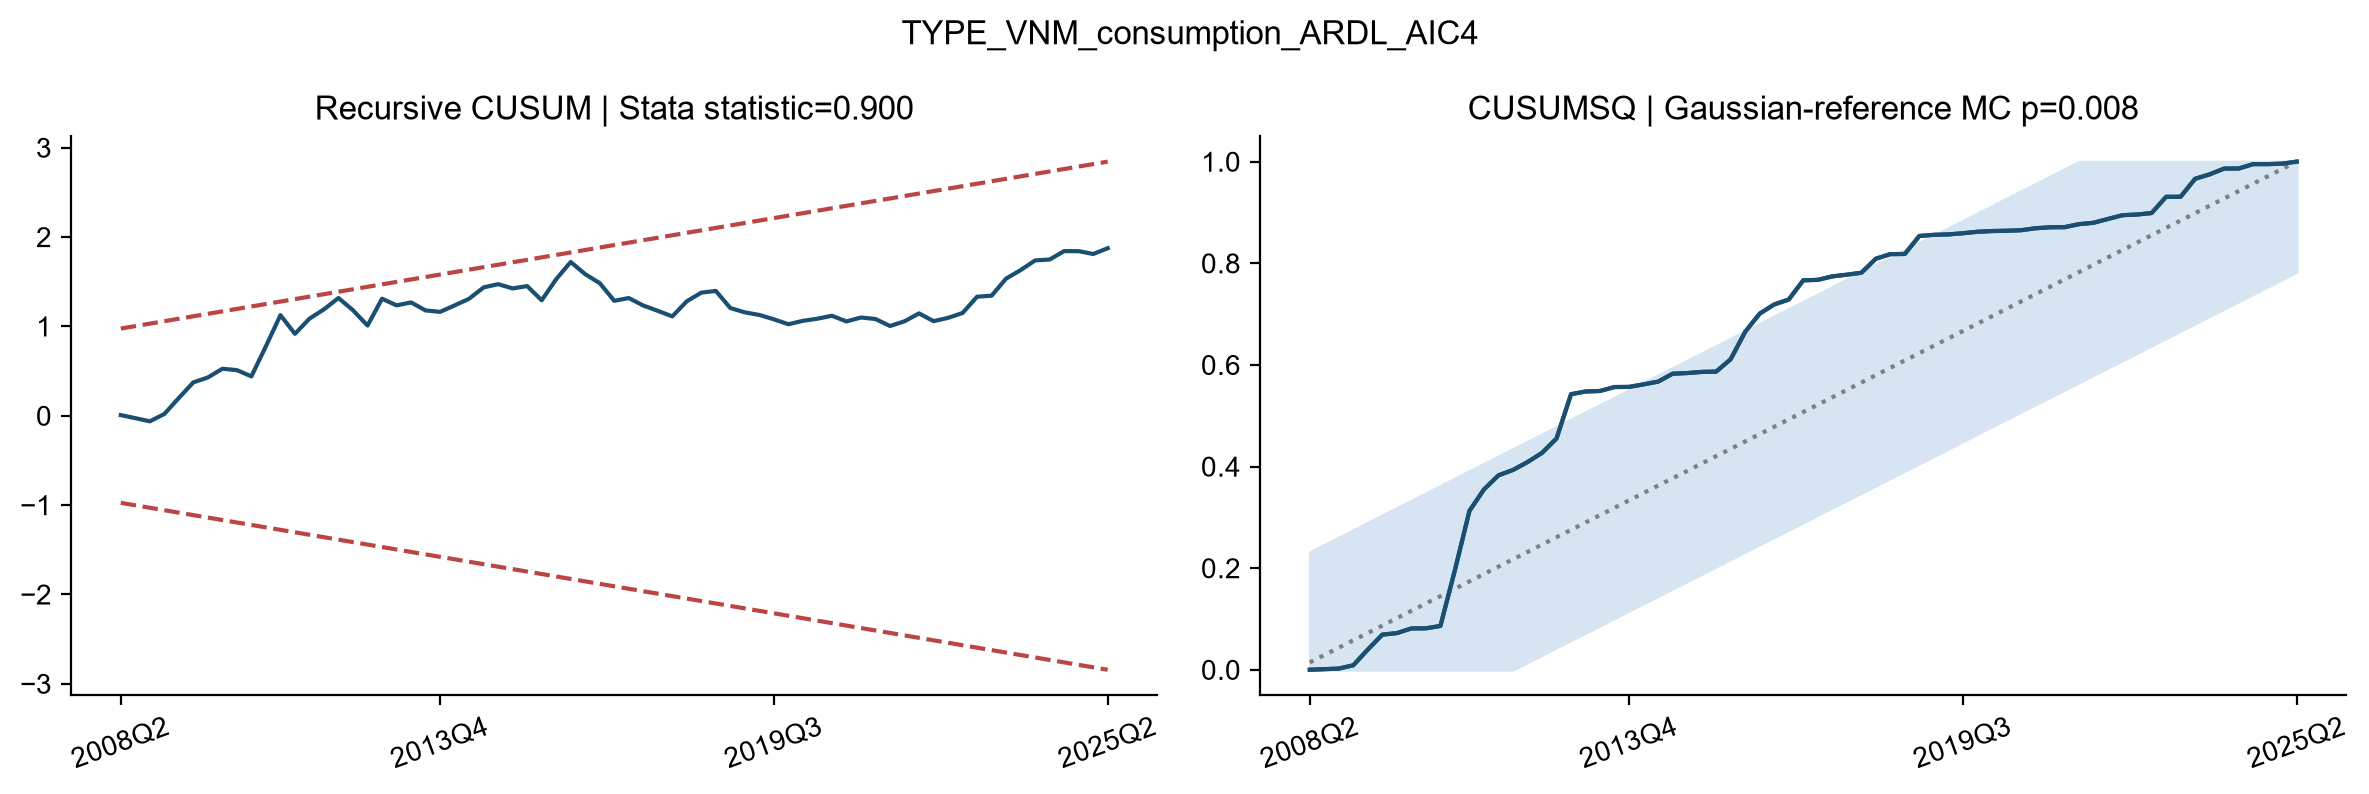 TYPE_VNM_consumption_ARDL_AIC4
Recursive CUSUM | Stata statistic=0.900
3
2
1
0
−1
−2
−3
2008Q2
2013Q4
2019Q3
2025Q2
CUSUMSQ | Gaussian-reference MC p=0.008
1.0
0.8
0.6
0.4
0.2
0.0
2008Q2
2013Q4
2019Q3
2025Q2